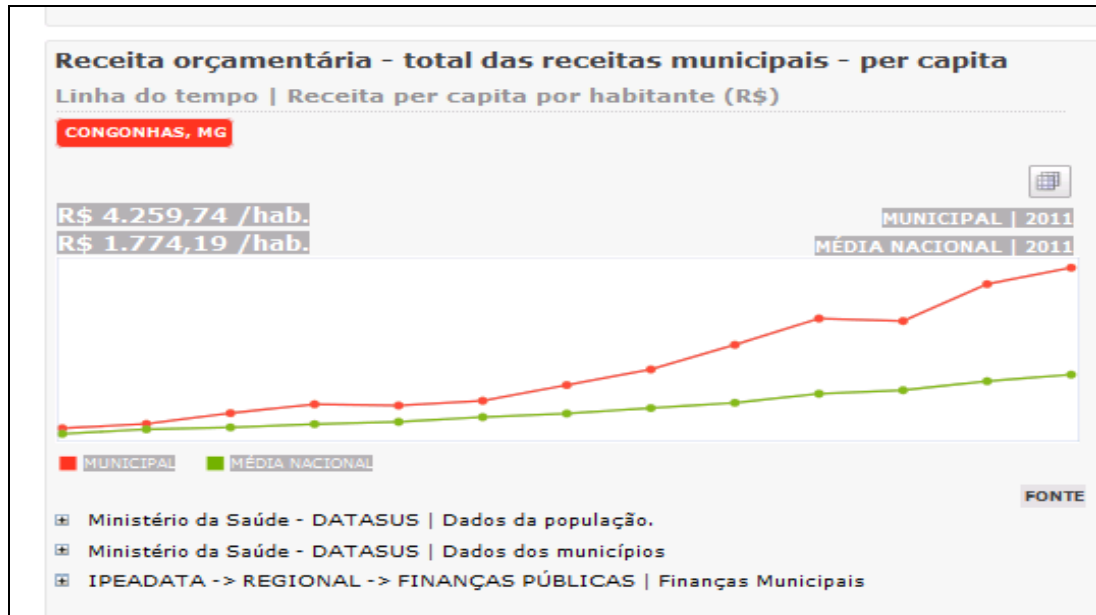 Receita orçamentária - total das receitas municipais - per capita
Linha do tempo | Receita per capita por habitante (R$)
CONGONHAS, MG
R$ 4.259,74 /hab.
MUNICIPAL | 2011
R$ 1.774,19 /hab.
MÉDIA NACIONAL | 2011
MUNICIPAL MÉDIA NACIONAL
FONTE
Ministério da Saúde - DATASUS | Dados da população.
Ministério da Saúde - DATASUS | Dados dos municípios
IPEADATA -> REGIONAL -> FINANÇAS PÚBLICAS | Finanças Municipais